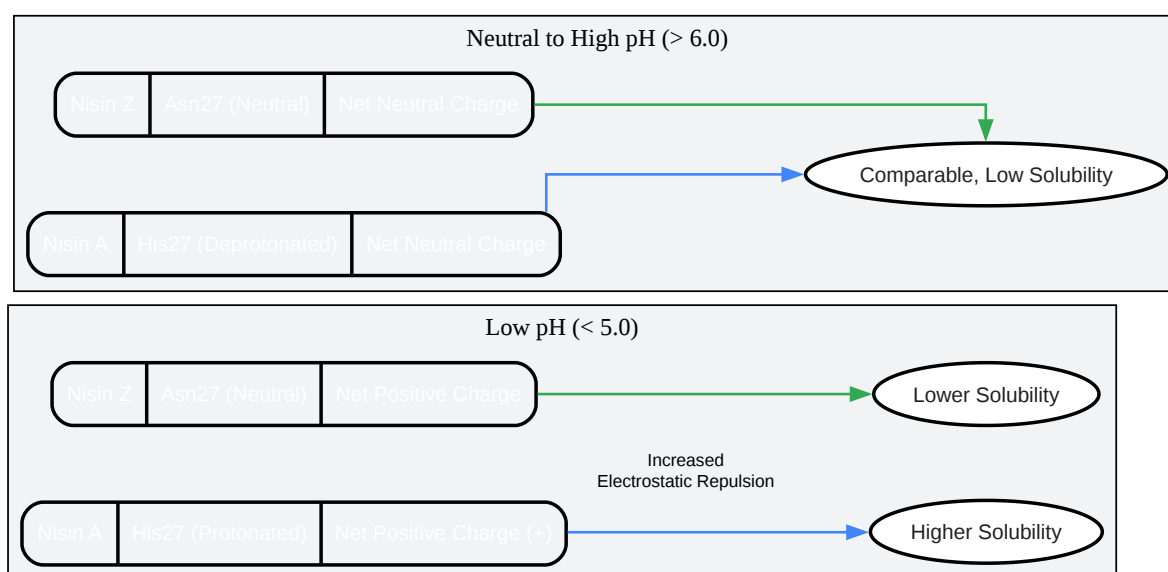 Neutral to High pH (> 6.0)
Nisin Z
Asn27 (Neutral)
Net Neutral Charge
Comparable, Low Solubility
Nisin A
His27 (Deprotonated)
Net Neutral Charge
Low pH (< 5.0)
Nisin Z
Asn27 (Neutral)
Net Positive Charge
Lower Solubility
Increased
Electrostatic Repulsion
Nisin A
His27 (Protonated)
Net Positive Charge (+)
Higher Solubility